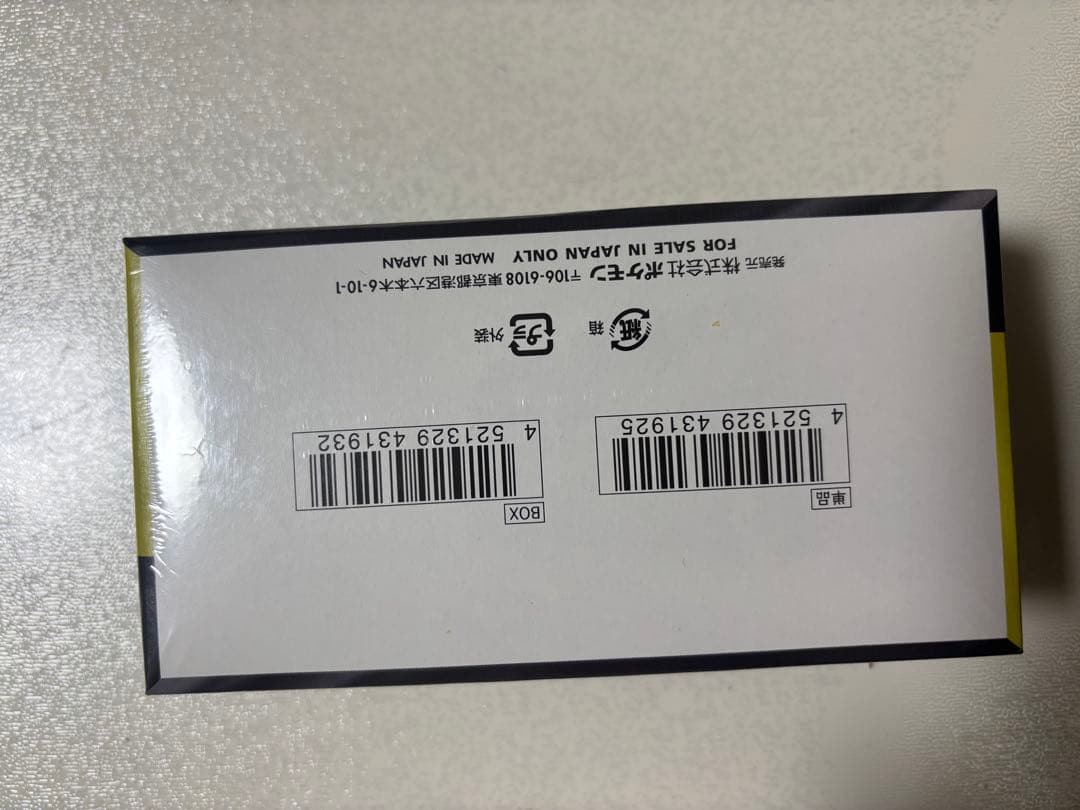 BOX
4 521329 431932
単品
4 521329 431925
プラ 外装
紙 箱
発売元 株式会社ポケモン 〒106-6108 東京都港区六本木6-10-1
FOR SALE IN JAPAN ONLY MADE IN JAPAN